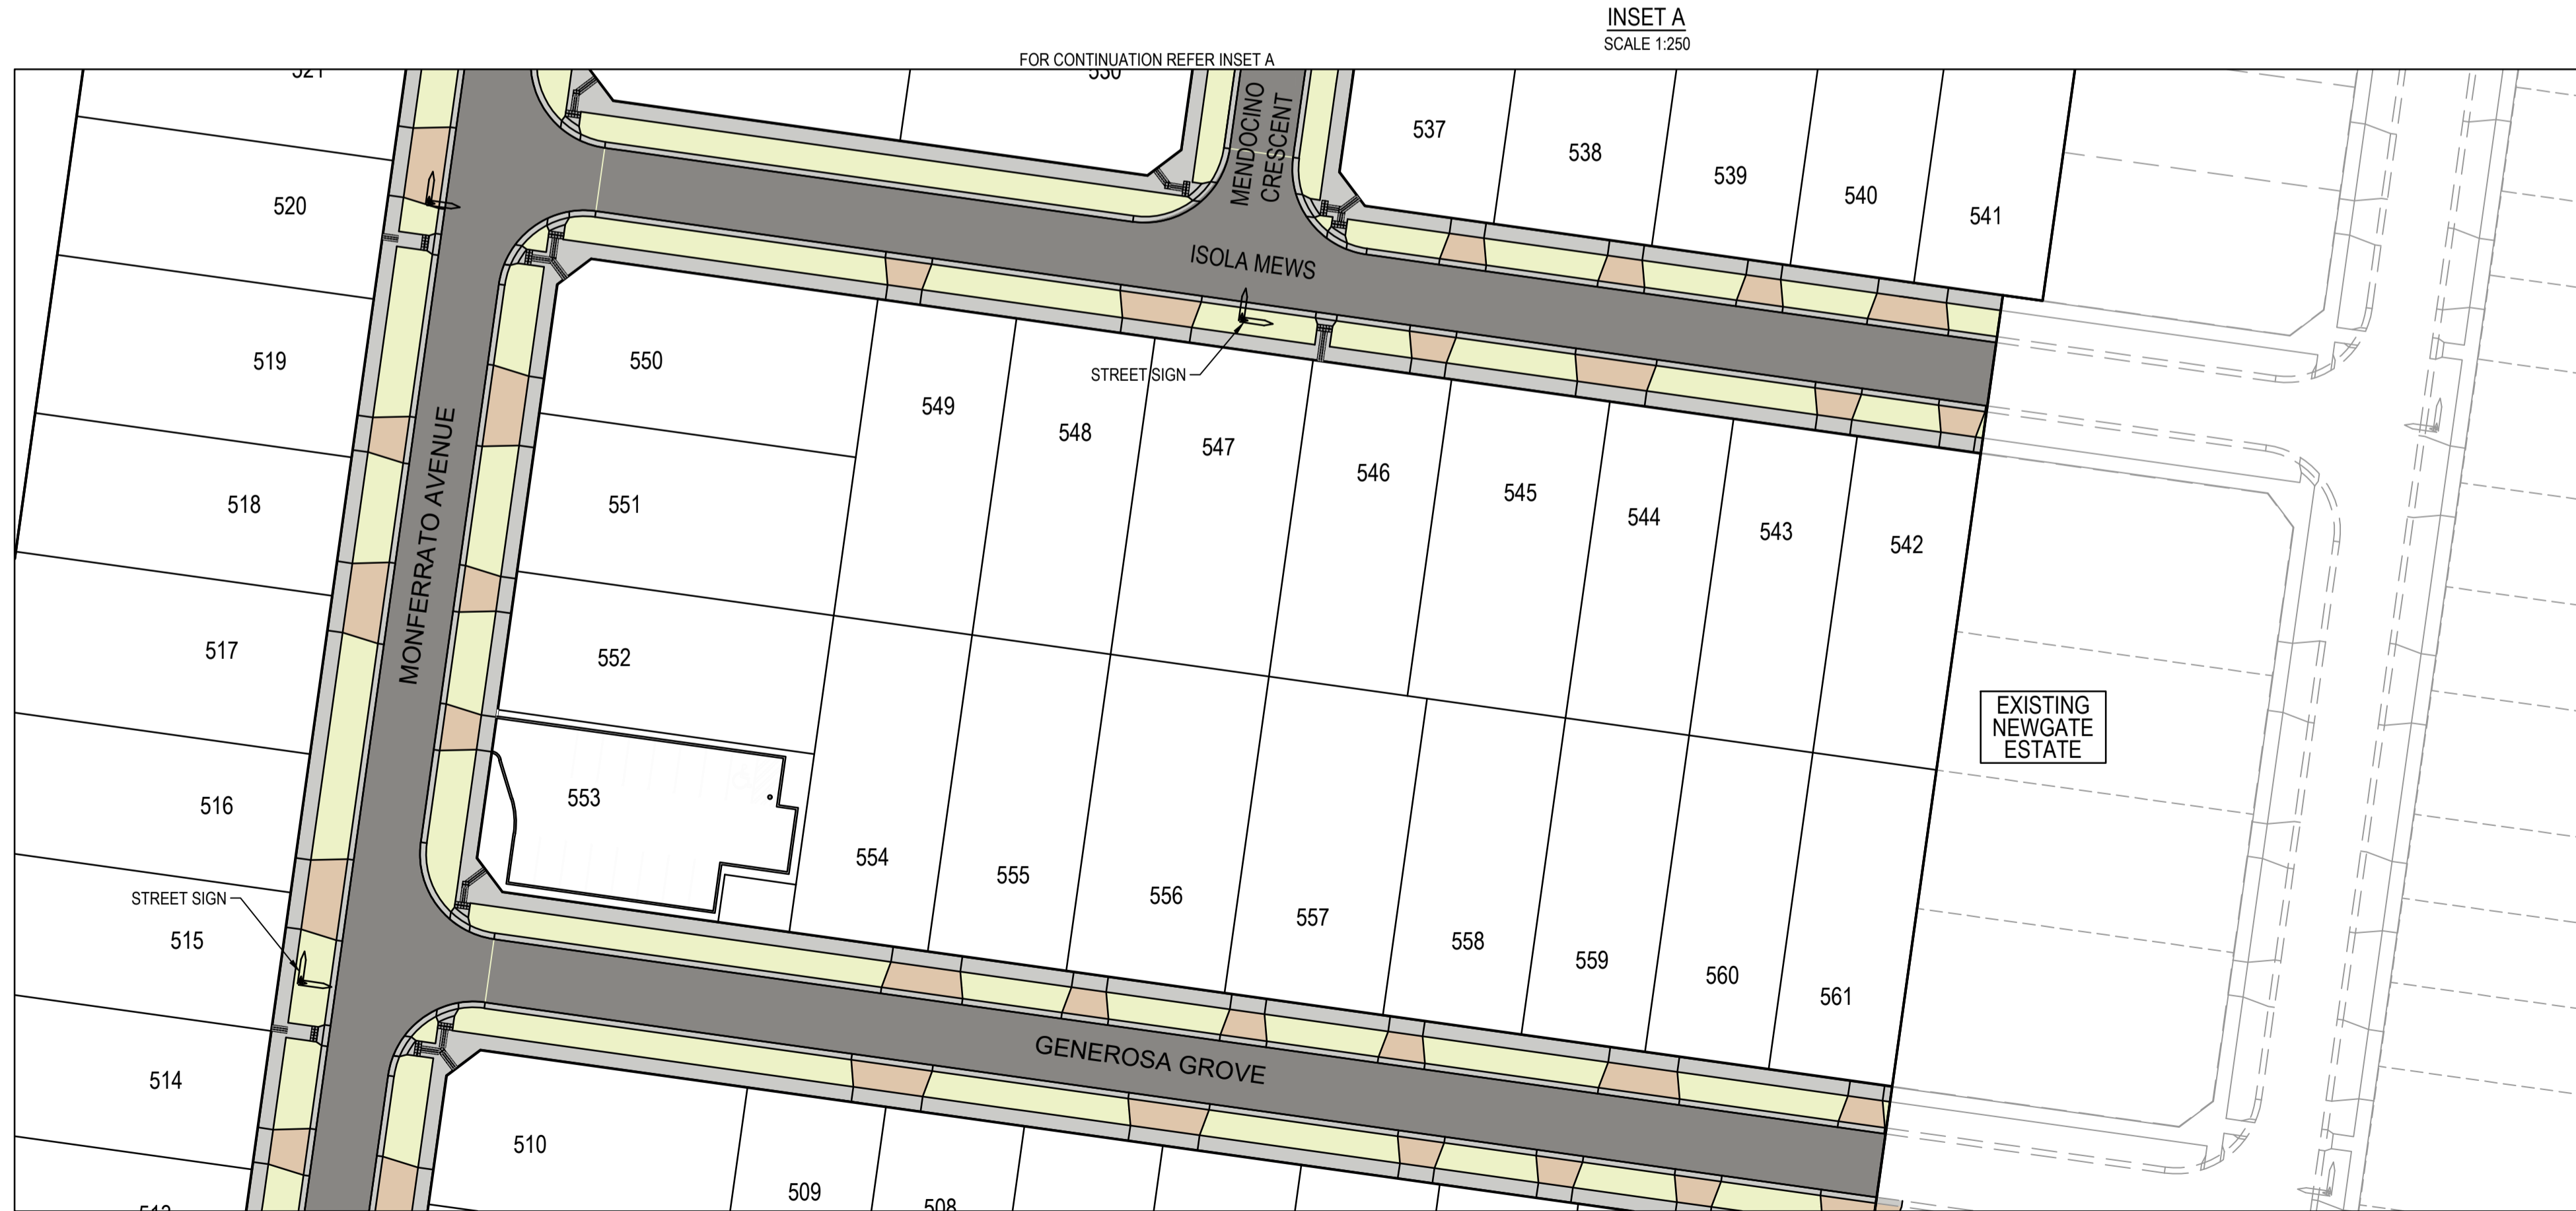 INSET A
SCALE 1:250
FOR CONTINUATION REFER INSET A
521
530
MENDOCINO
CRESCENT
537
538
539
540
541
520
ISOLA MEWS
519
550
STREET SIGN
549
548
547
546
545
544
543
542
518
551
MONFERRATO AVENUE
517
552
EXISTING
NEWGATE
ESTATE
516
553
554
555
556
557
558
559
560
561
STREET SIGN
515
GENEROSA GROVE
514
510
509
508
513